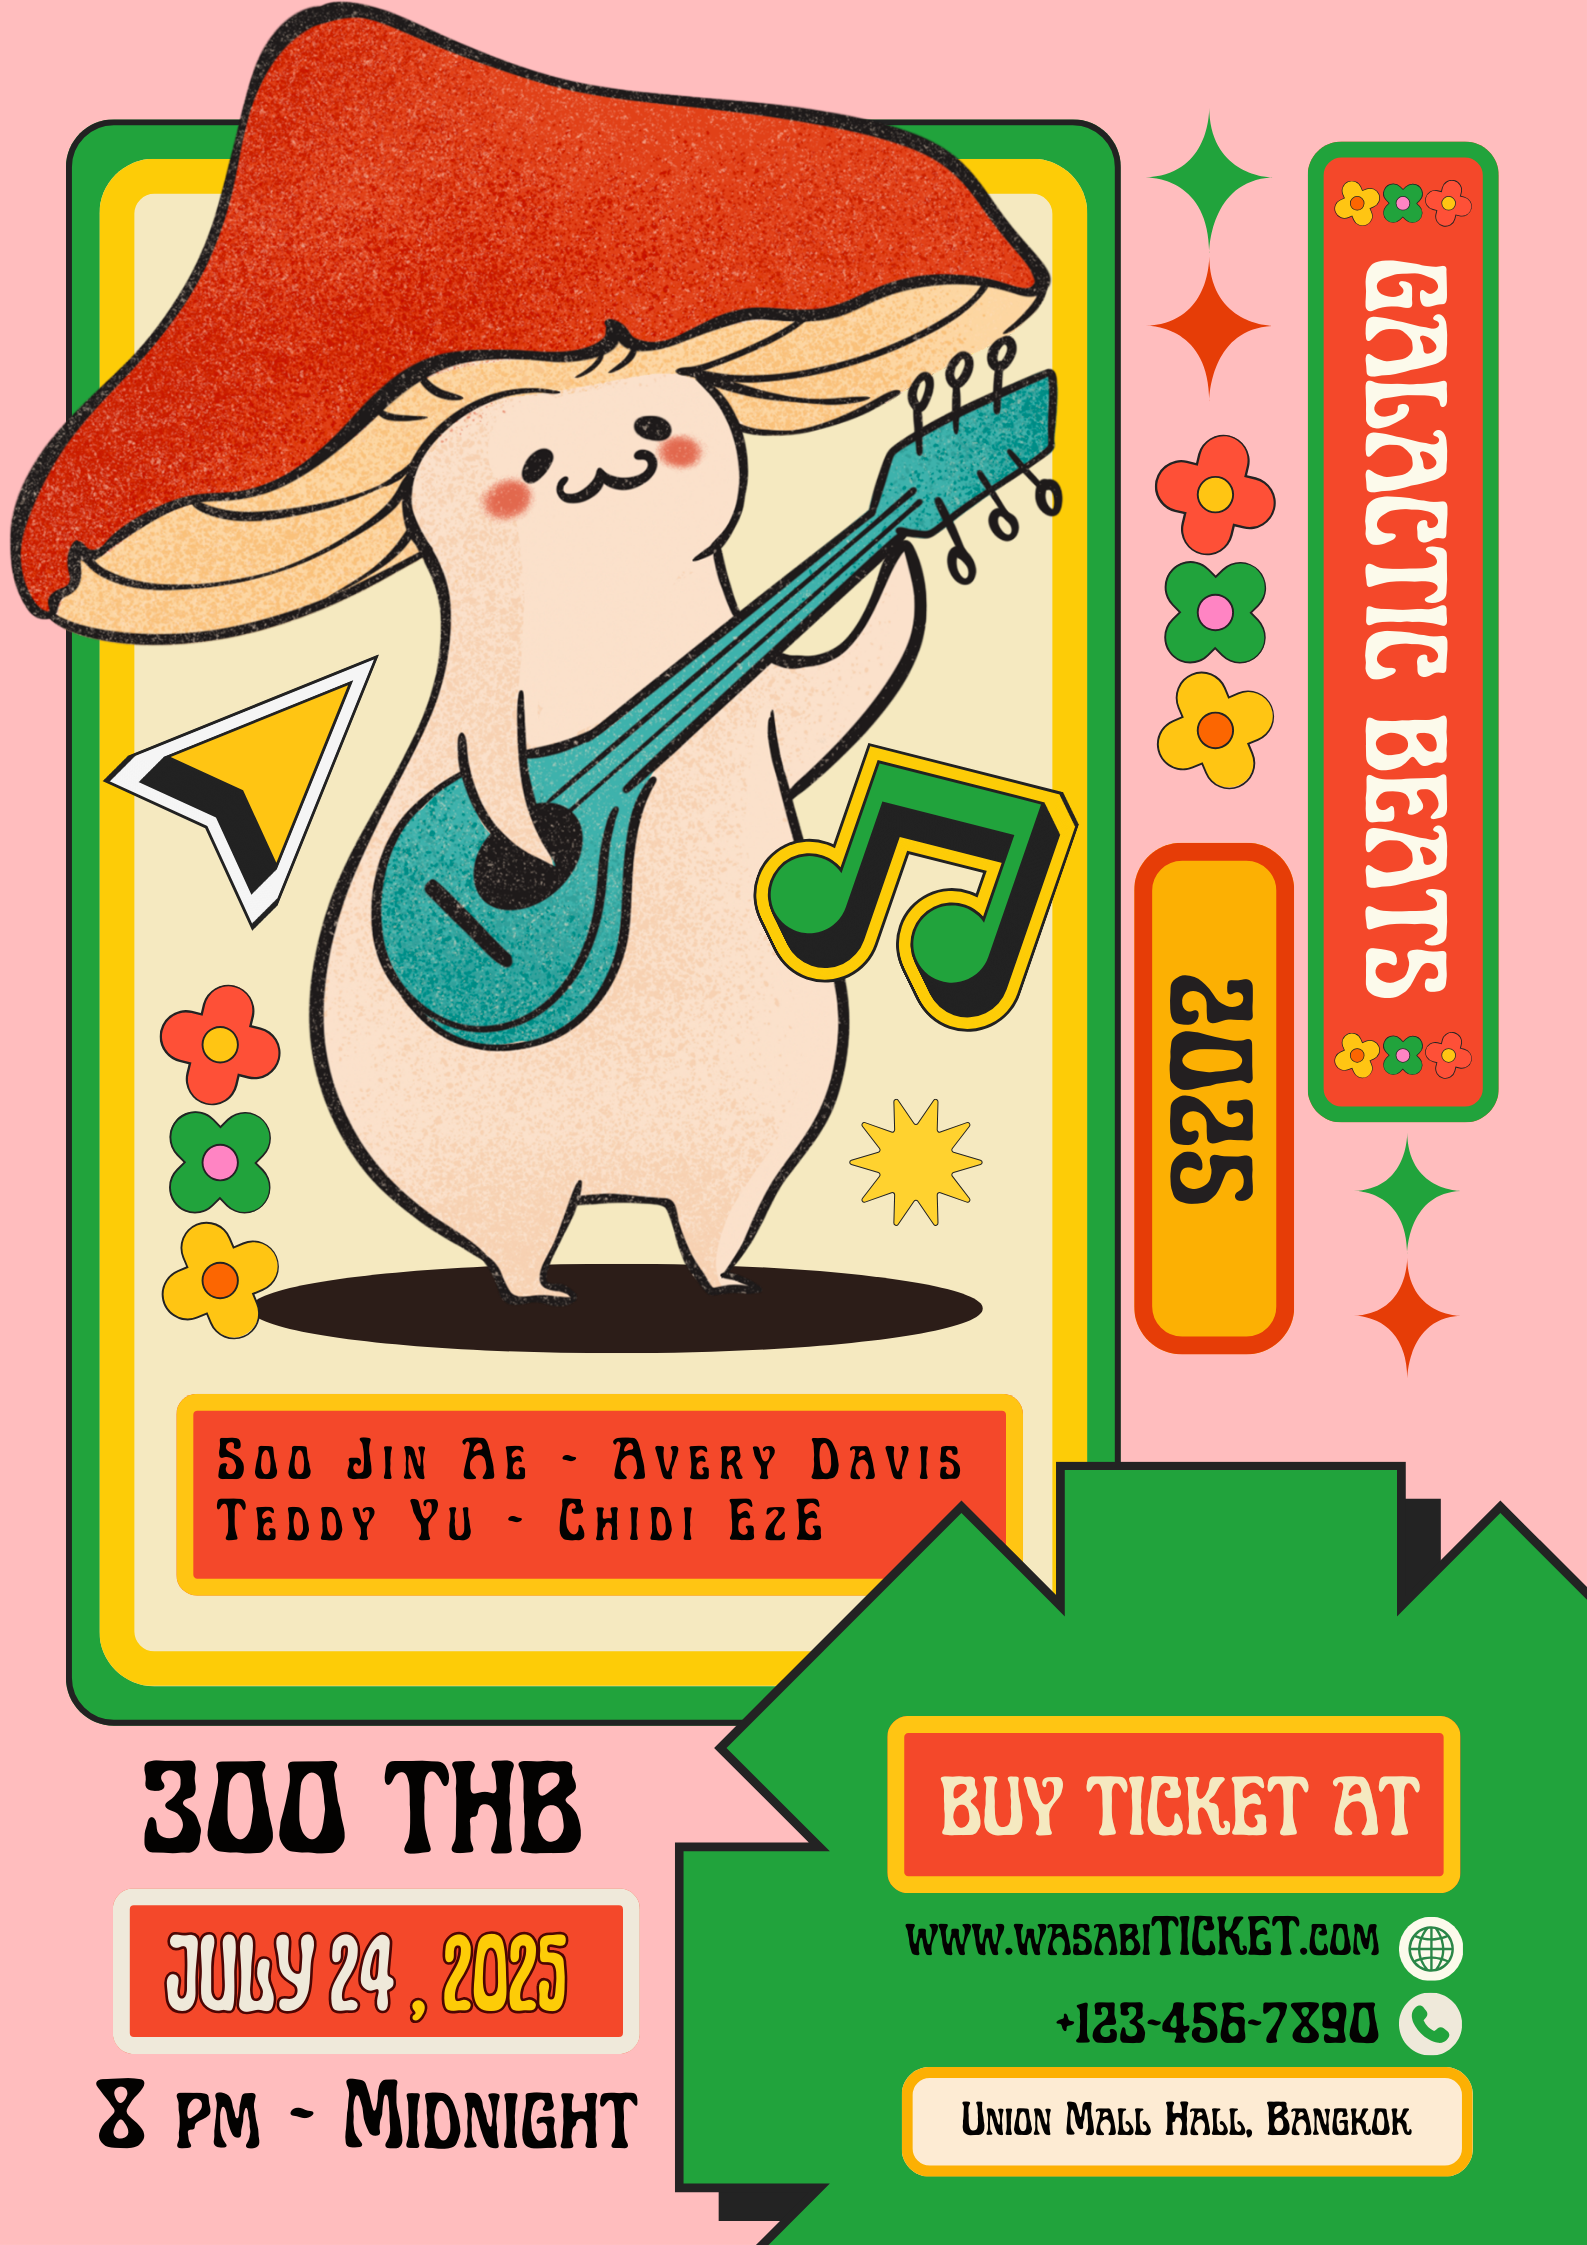 GALACTIC BEATS
2025
Soo Jin Ae - Avery Davis
Teddy Yu - Chidi EzE
300 THB
JULY 24, 2025
8 pm - Midnight
BUY TICKET AT
www.wasabiTICKET.com
+123-456-7890
Union Mall Hall, Bangkok